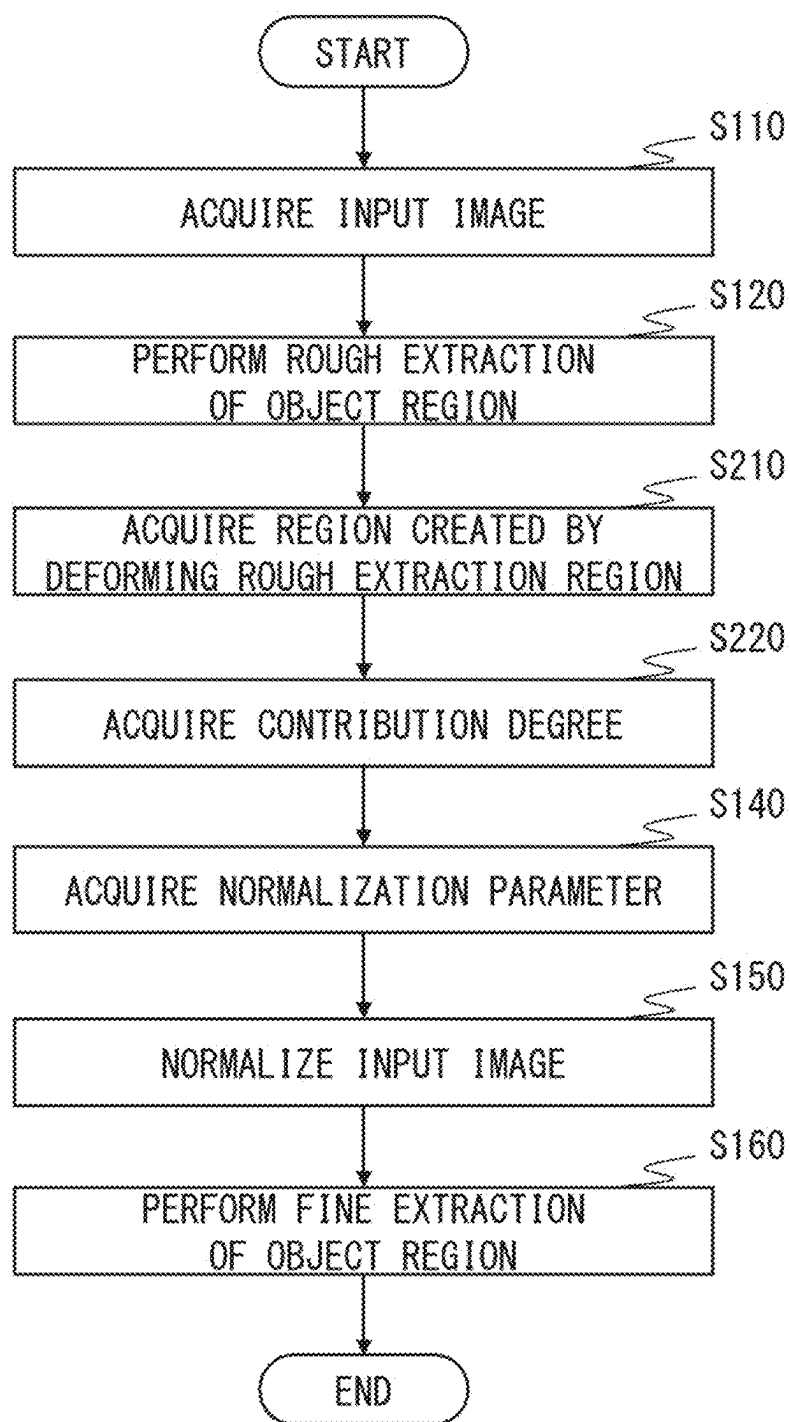 START
S110
ACQUIRE INPUT IMAGE
S120
PERFORM ROUGH EXTRACTION
OF OBJECT REGION
S210
ACQUIRE REGION CREATED BY
DEFORMING ROUGH EXTRACTION REGION
S220
ACQUIRE CONTRIBUTION DEGREE
S140
ACQUIRE NORMALIZATION PARAMETER
S150
NORMALIZE INPUT IMAGE
S160
PERFORM FINE EXTRACTION
OF OBJECT REGION
END